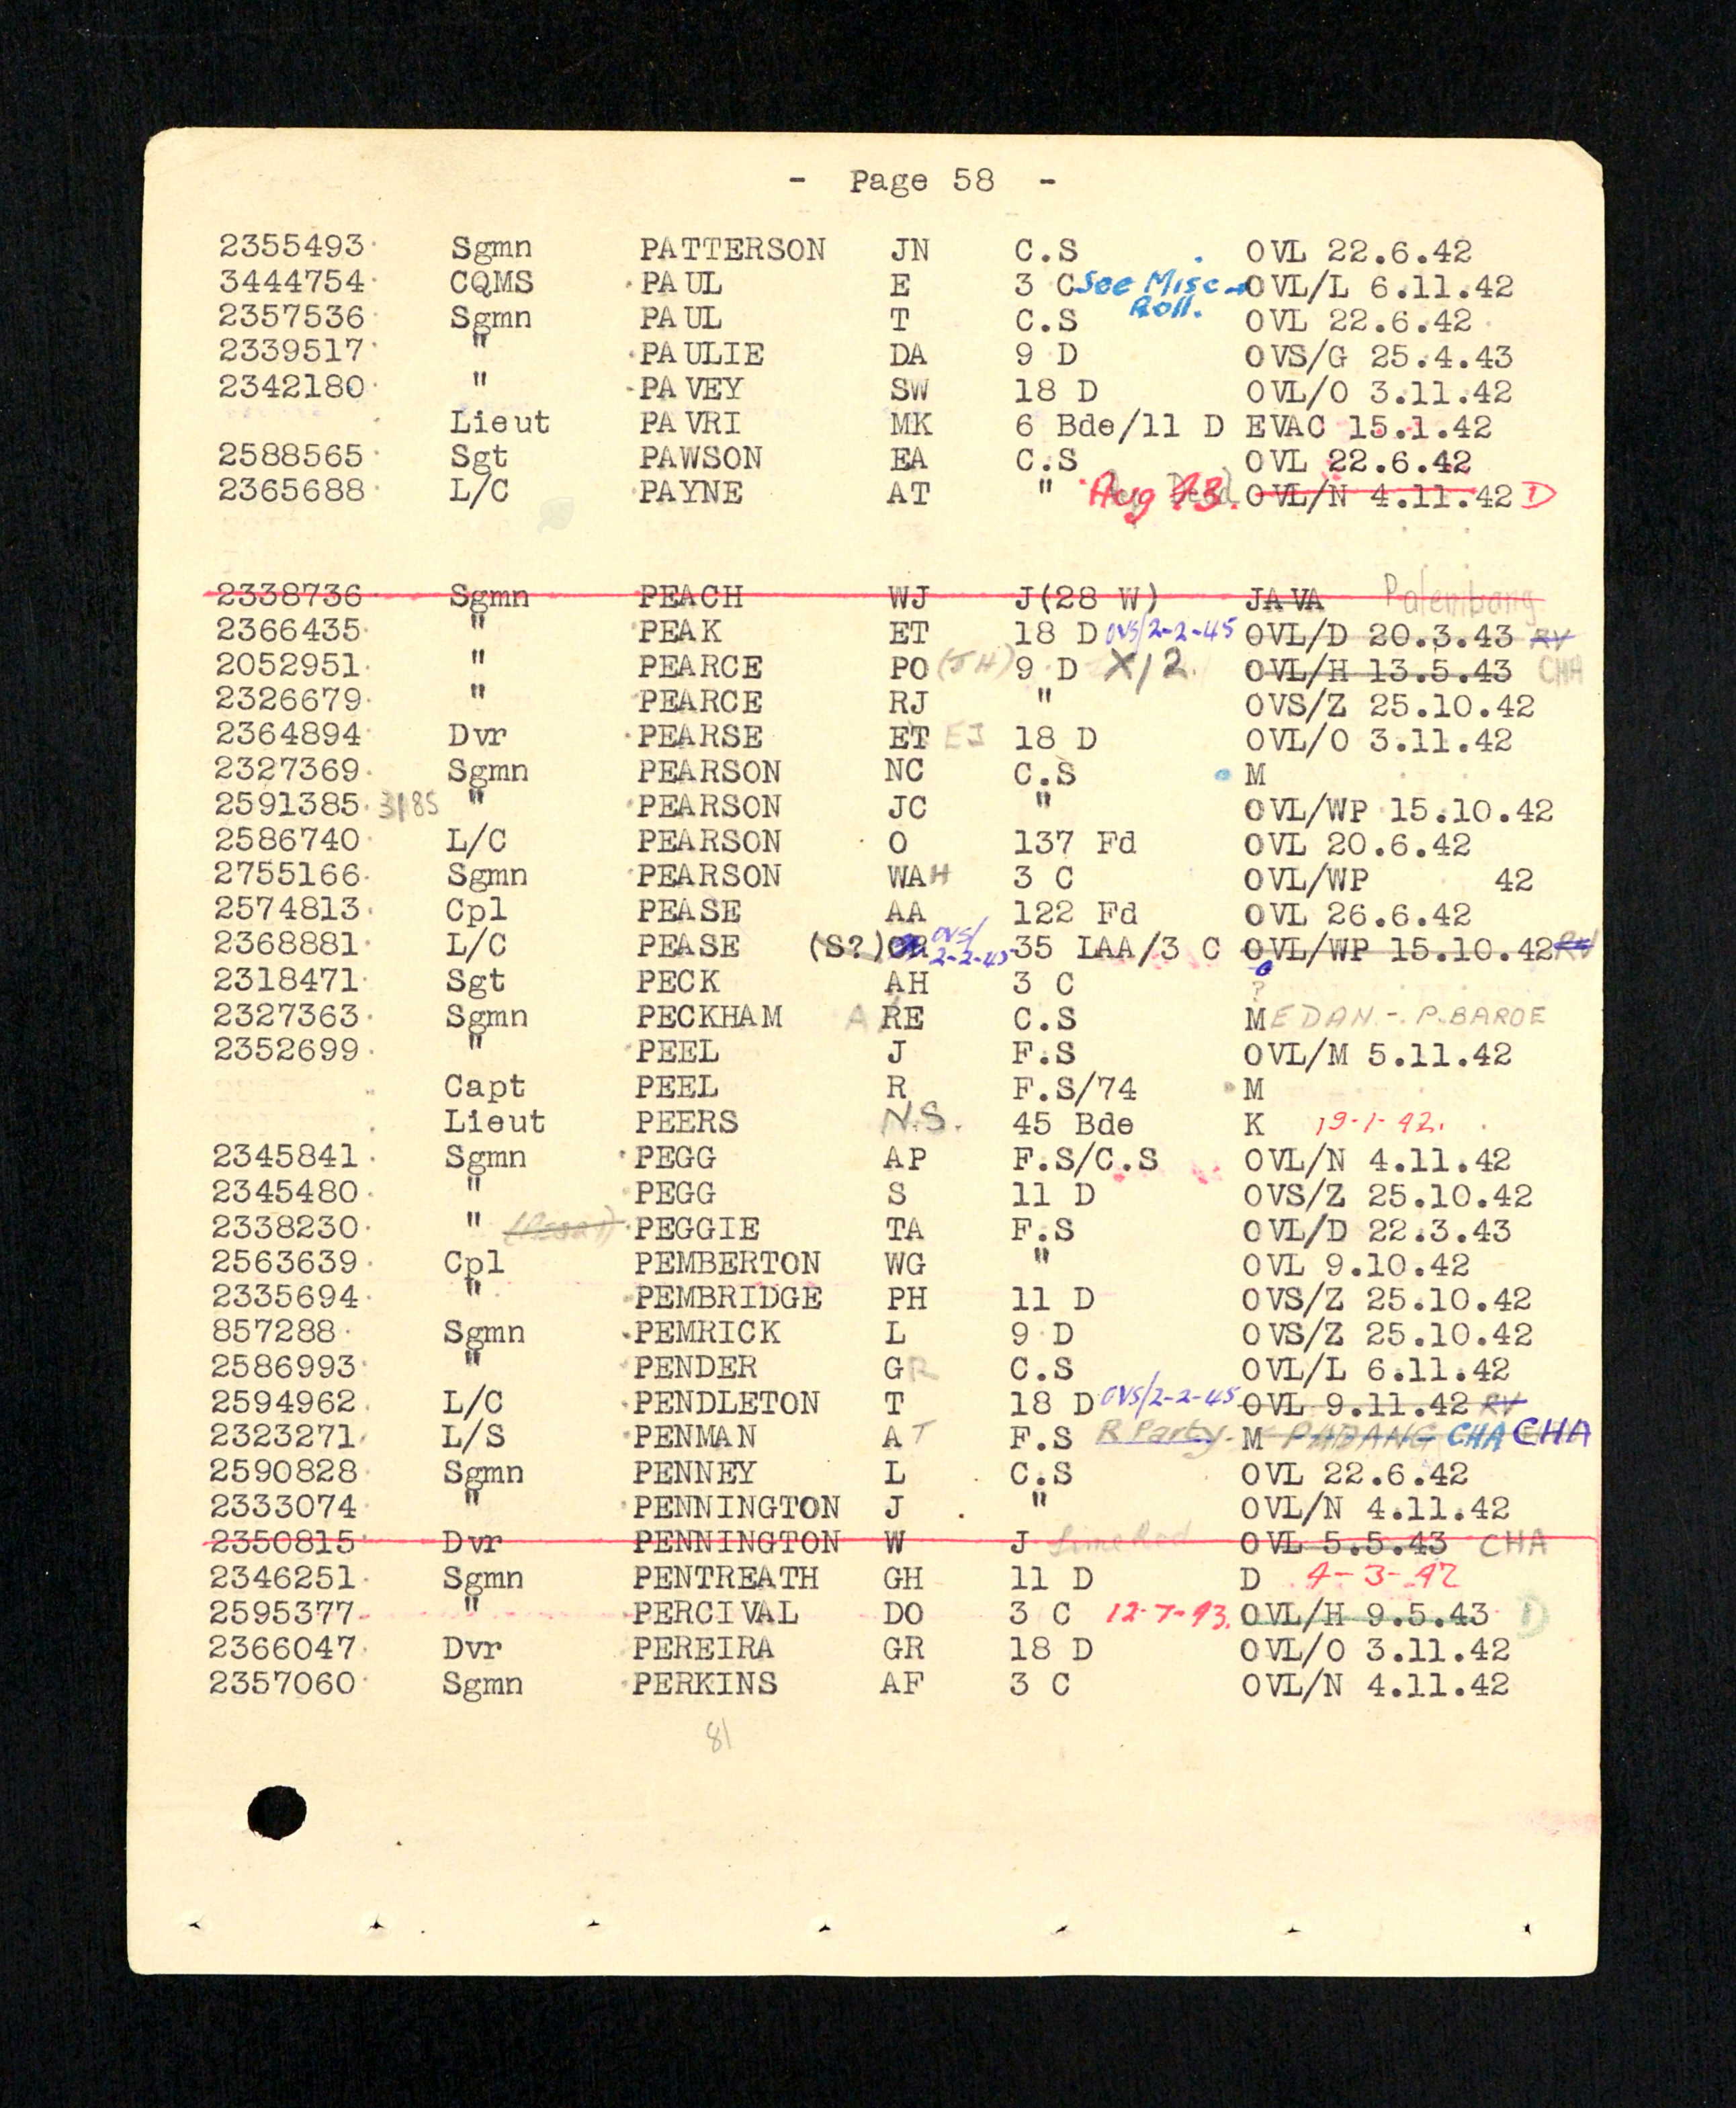 - Page 58 -
2355493 Sgmn PATTERSON JN C.S OVL 22.6.42
3444754 CQMS PAUL E 3 C See Misc → OVL/L 6.11.42
Roll.
2357536 Sgmn PAUL T C.S OVL 22.6.42
2339517 " PAULIE DA 9 D OVS/G 25.4.43
2342180 " PAVEY SW 18 D OVL/O 3.11.42
Lieut PAVRI MK 6 Bde/11 D EVAC 15.1.42
2588565 Sgt PAWSON EA C.S OVL 22.6.42
2365688 L/C PAYNE AT " Aug 43. OVL/N 4.11.42 D
2338736 Sgmn PEACH WJ J(28 W) JAVA Palembang
2366435 " PEAK ET 18 D OVS/2-2-45 OVL/D 20.3.43 RV
2052951 " PEARCE PO (JH) 9 D X/2. OVL/H 13.5.43 CHA
2326679 " PEARCE RJ " OVS/Z 25.10.42
2364894 Dvr PEARSE ET EJ 18 D OVL/O 3.11.42
2327369 Sgmn PEARSON NC C.S M
2591385 3185 " PEARSON JC " OVL/WP 15.10.42
2586740 L/C PEARSON O 137 Fd OVL 20.6.42
2755166 Sgmn PEARSON WAH 3 C OVL/WP 42
2574813 Cpl PEASE AA 122 Fd OVL 26.6.42
2368881 L/C PEASE (S?) OVS/2-2-45 35 LAA/3 C OVL/WP 15.10.42 RV
2318471 Sgt PECK AH 3 C ?
2327363 Sgmn PECKHAM A RE C.S MEDAN - P.BAROE
2352699 " PEEL J F.S OVL/M 5.11.42
Capt PEEL R F.S/74 M
Lieut PEERS N.S. 45 Bde K 19-1-42.
2345841 Sgmn PEGG AP F.S/C.S OVL/N 4.11.42
2345480 " PEGG S 11 D OVS/Z 25.10.42
2338230 " PEGGIE TA F.S OVL/D 22.3.43
2563639 Cpl PEMBERTON WG " OVL 9.10.42
2335694 " PEMBRIDGE PH 11 D OVS/Z 25.10.42
857288 Sgmn PEMRICK L 9 D OVS/Z 25.10.42
2586993 " PENDER GR C.S OVL/L 6.11.42
2594962 L/C PENDLETON T 18 D OVS/2-2-45 OVL 9.11.42 RV
2323271 L/S PENMAN AT F.S R Party. M PADANG CHA CHA
2590828 Sgmn PENNEY L C.S OVL 22.6.42
2333074 " PENNINGTON J " OVL/N 4.11.42
2350815 Dvr PENNINGTON W J OVL 5.5.43 CHA
2346251 Sgmn PENTREATH GH 11 D D 4-3-42
2595377 " PERCIVAL DO 3 C 12-7-43. OVL/H 9.5.43 D
2366047 Dvr PEREIRA GR 18 D OVL/O 3.11.42
2357060 Sgmn PERKINS AF 3 C OVL/N 4.11.42
81